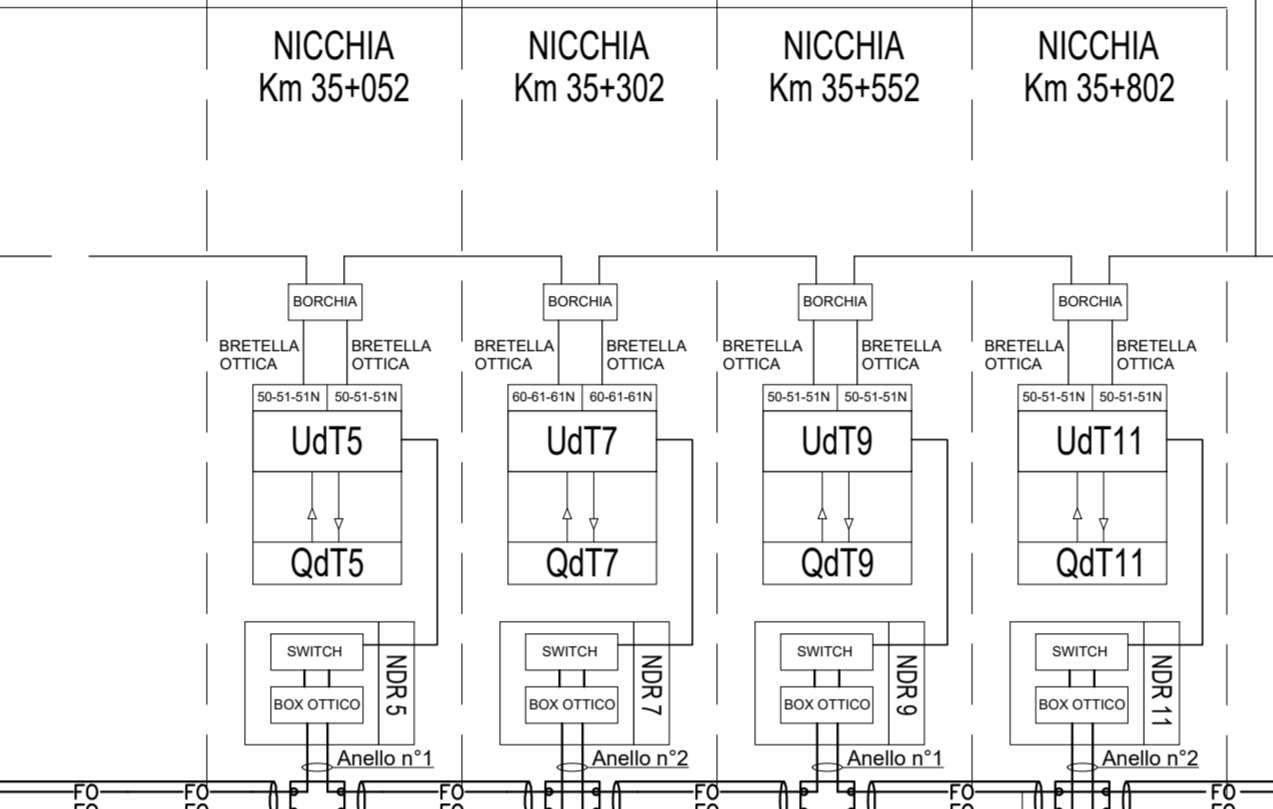 NICCHIA
Km 35+052
NICCHIA
Km 35+302
NICCHIA
Km 35+552
NICCHIA
Km 35+802
BORCHIA
BORCHIA
BORCHIA
BORCHIA
BRETELLA
OTTICA
BRETELLA
OTTICA
BRETELLA
OTTICA
BRETELLA
OTTICA
BRETELLA
OTTICA
BRETELLA
OTTICA
BRETELLA
OTTICA
BRETELLA
OTTICA
50-51-51N
50-51-51N
60-61-61N
60-61-61N
50-51-51N
50-51-51N
50-51-51N
50-51-51N
UdT5
UdT7
UdT9
UdT11
QdT5
QdT7
QdT9
QdT11
SWITCH
BOX OTTICO
NDR 5
SWITCH
BOX OTTICO
NDR 7
SWITCH
BOX OTTICO
NDR 9
SWITCH
BOX OTTICO
NDR 11
Anello n°1
Anello n°2
Anello n°1
Anello n°2
FO
FO
FO
FO
FO
FO